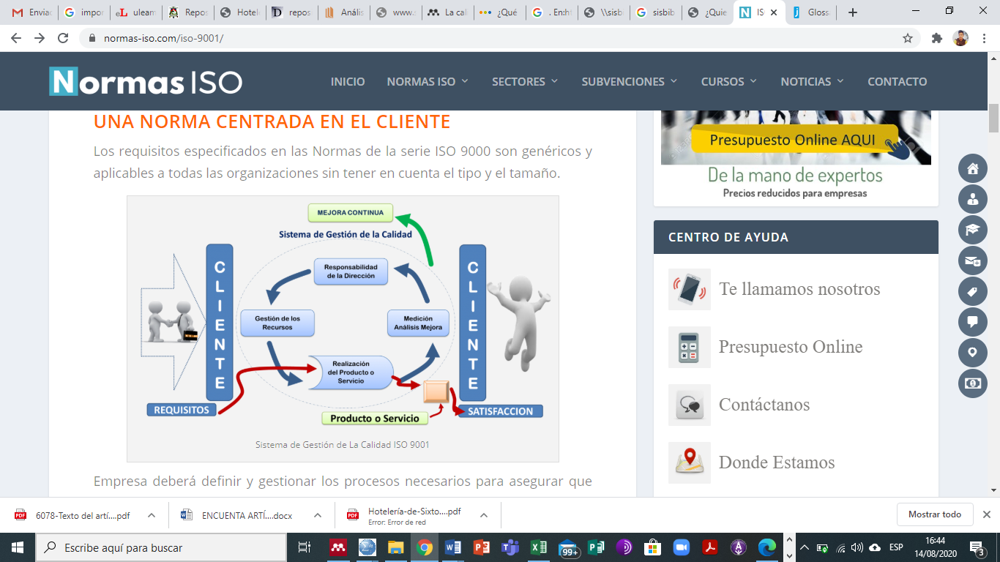 Enviac
impor
uleam
Repos
Hotel
repos
Anális
www.
La cal
¿Qué
. En:ht
\\sisb
sisbib
¿Quie
ISO
Glosa
normas-iso.com/iso-9001/
Normas ISO
INICIO
NORMAS ISO
SECTORES
SUBVENCIONES
CURSOS
NOTICIAS
CONTACTO
UNA NORMA CENTRADA EN EL CLIENTE
Los requisitos especificados en las Normas de la serie ISO 9000 son genéricos y
aplicables a todas las organizaciones sin tener en cuenta el tipo y el tamaño.
MEJORA CONTINUA
Sistema de Gestión de la Calidad
CLIENTE
Responsabilidad
de la Dirección
Gestión de los
Recursos
Medición
Análisis Mejora
Realización
del Producto o
Servicio
CLIENTE
REQUISITOS
Producto o Servicio
SATISFACCION
Sistema de Gestión de La Calidad ISO 9001
Empresa deberá definir y gestionar los procesos necesarios para asegurar que
Presupuesto Online AQUI
De la mano de expertos
Precios reducidos para empresas
CENTRO DE AYUDA
Te llamamos nosotros
Presupuesto Online
Contáctanos
Donde Estamos
6078-Texto del artí....pdf
ENCUENTA ARTÍ....docx
Hotelería-de-Sixto....pdf
Error: Error de red
Mostrar todo
Escribe aquí para buscar
99+
ESP
16:44
14/08/2020
3